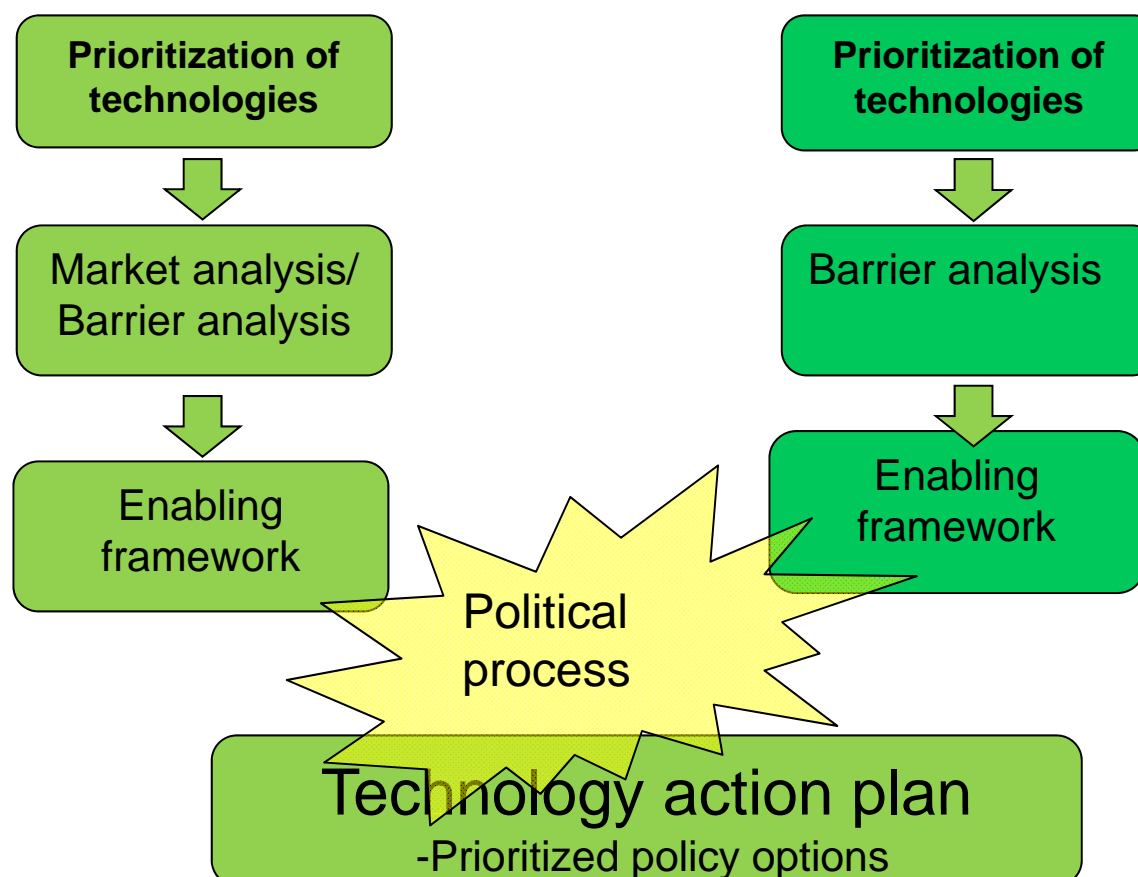 Prioritization of
technologies
Prioritization of
technologies
Market analysis/
Barrier analysis
Barrier analysis
Enabling
framework
Enabling
framework
Political
process
Technology action plan
-Prioritized policy options